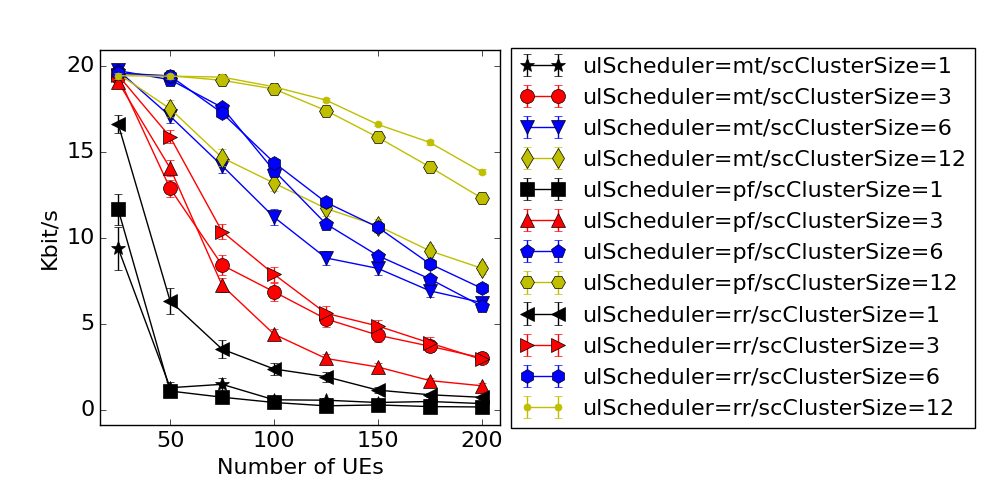 20
15
10
5
0
Kbit/s
50
100
150
200
Number of UEs
ulScheduler=mt/scClusterSize=1
ulScheduler=mt/scClusterSize=3
ulScheduler=mt/scClusterSize=6
ulScheduler=mt/scClusterSize=12
ulScheduler=pf/scClusterSize=1
ulScheduler=pf/scClusterSize=3
ulScheduler=pf/scClusterSize=6
ulScheduler=pf/scClusterSize=12
ulScheduler=rr/scClusterSize=1
ulScheduler=rr/scClusterSize=3
ulScheduler=rr/scClusterSize=6
ulScheduler=rr/scClusterSize=12